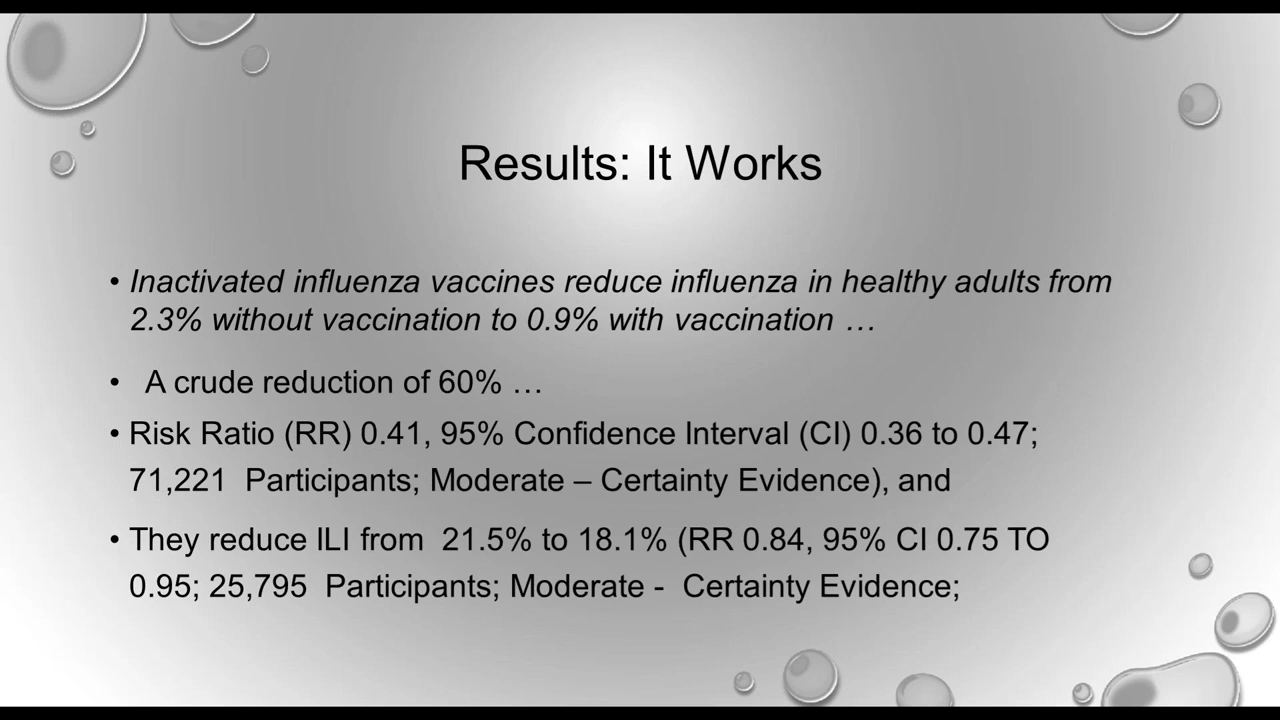 Results: It Works
• Inactivated influenza vaccines reduce influenza in healthy adults from
2.3% without vaccination to 0.9% with vaccination …
• A crude reduction of 60% …
• Risk Ratio (RR) 0.41, 95% Confidence Interval (CI) 0.36 to 0.47;
71,221 Participants; Moderate – Certainty Evidence), and
• They reduce ILI from 21.5% to 18.1% (RR 0.84, 95% CI 0.75 TO
0.95; 25,795 Participants; Moderate - Certainty Evidence;